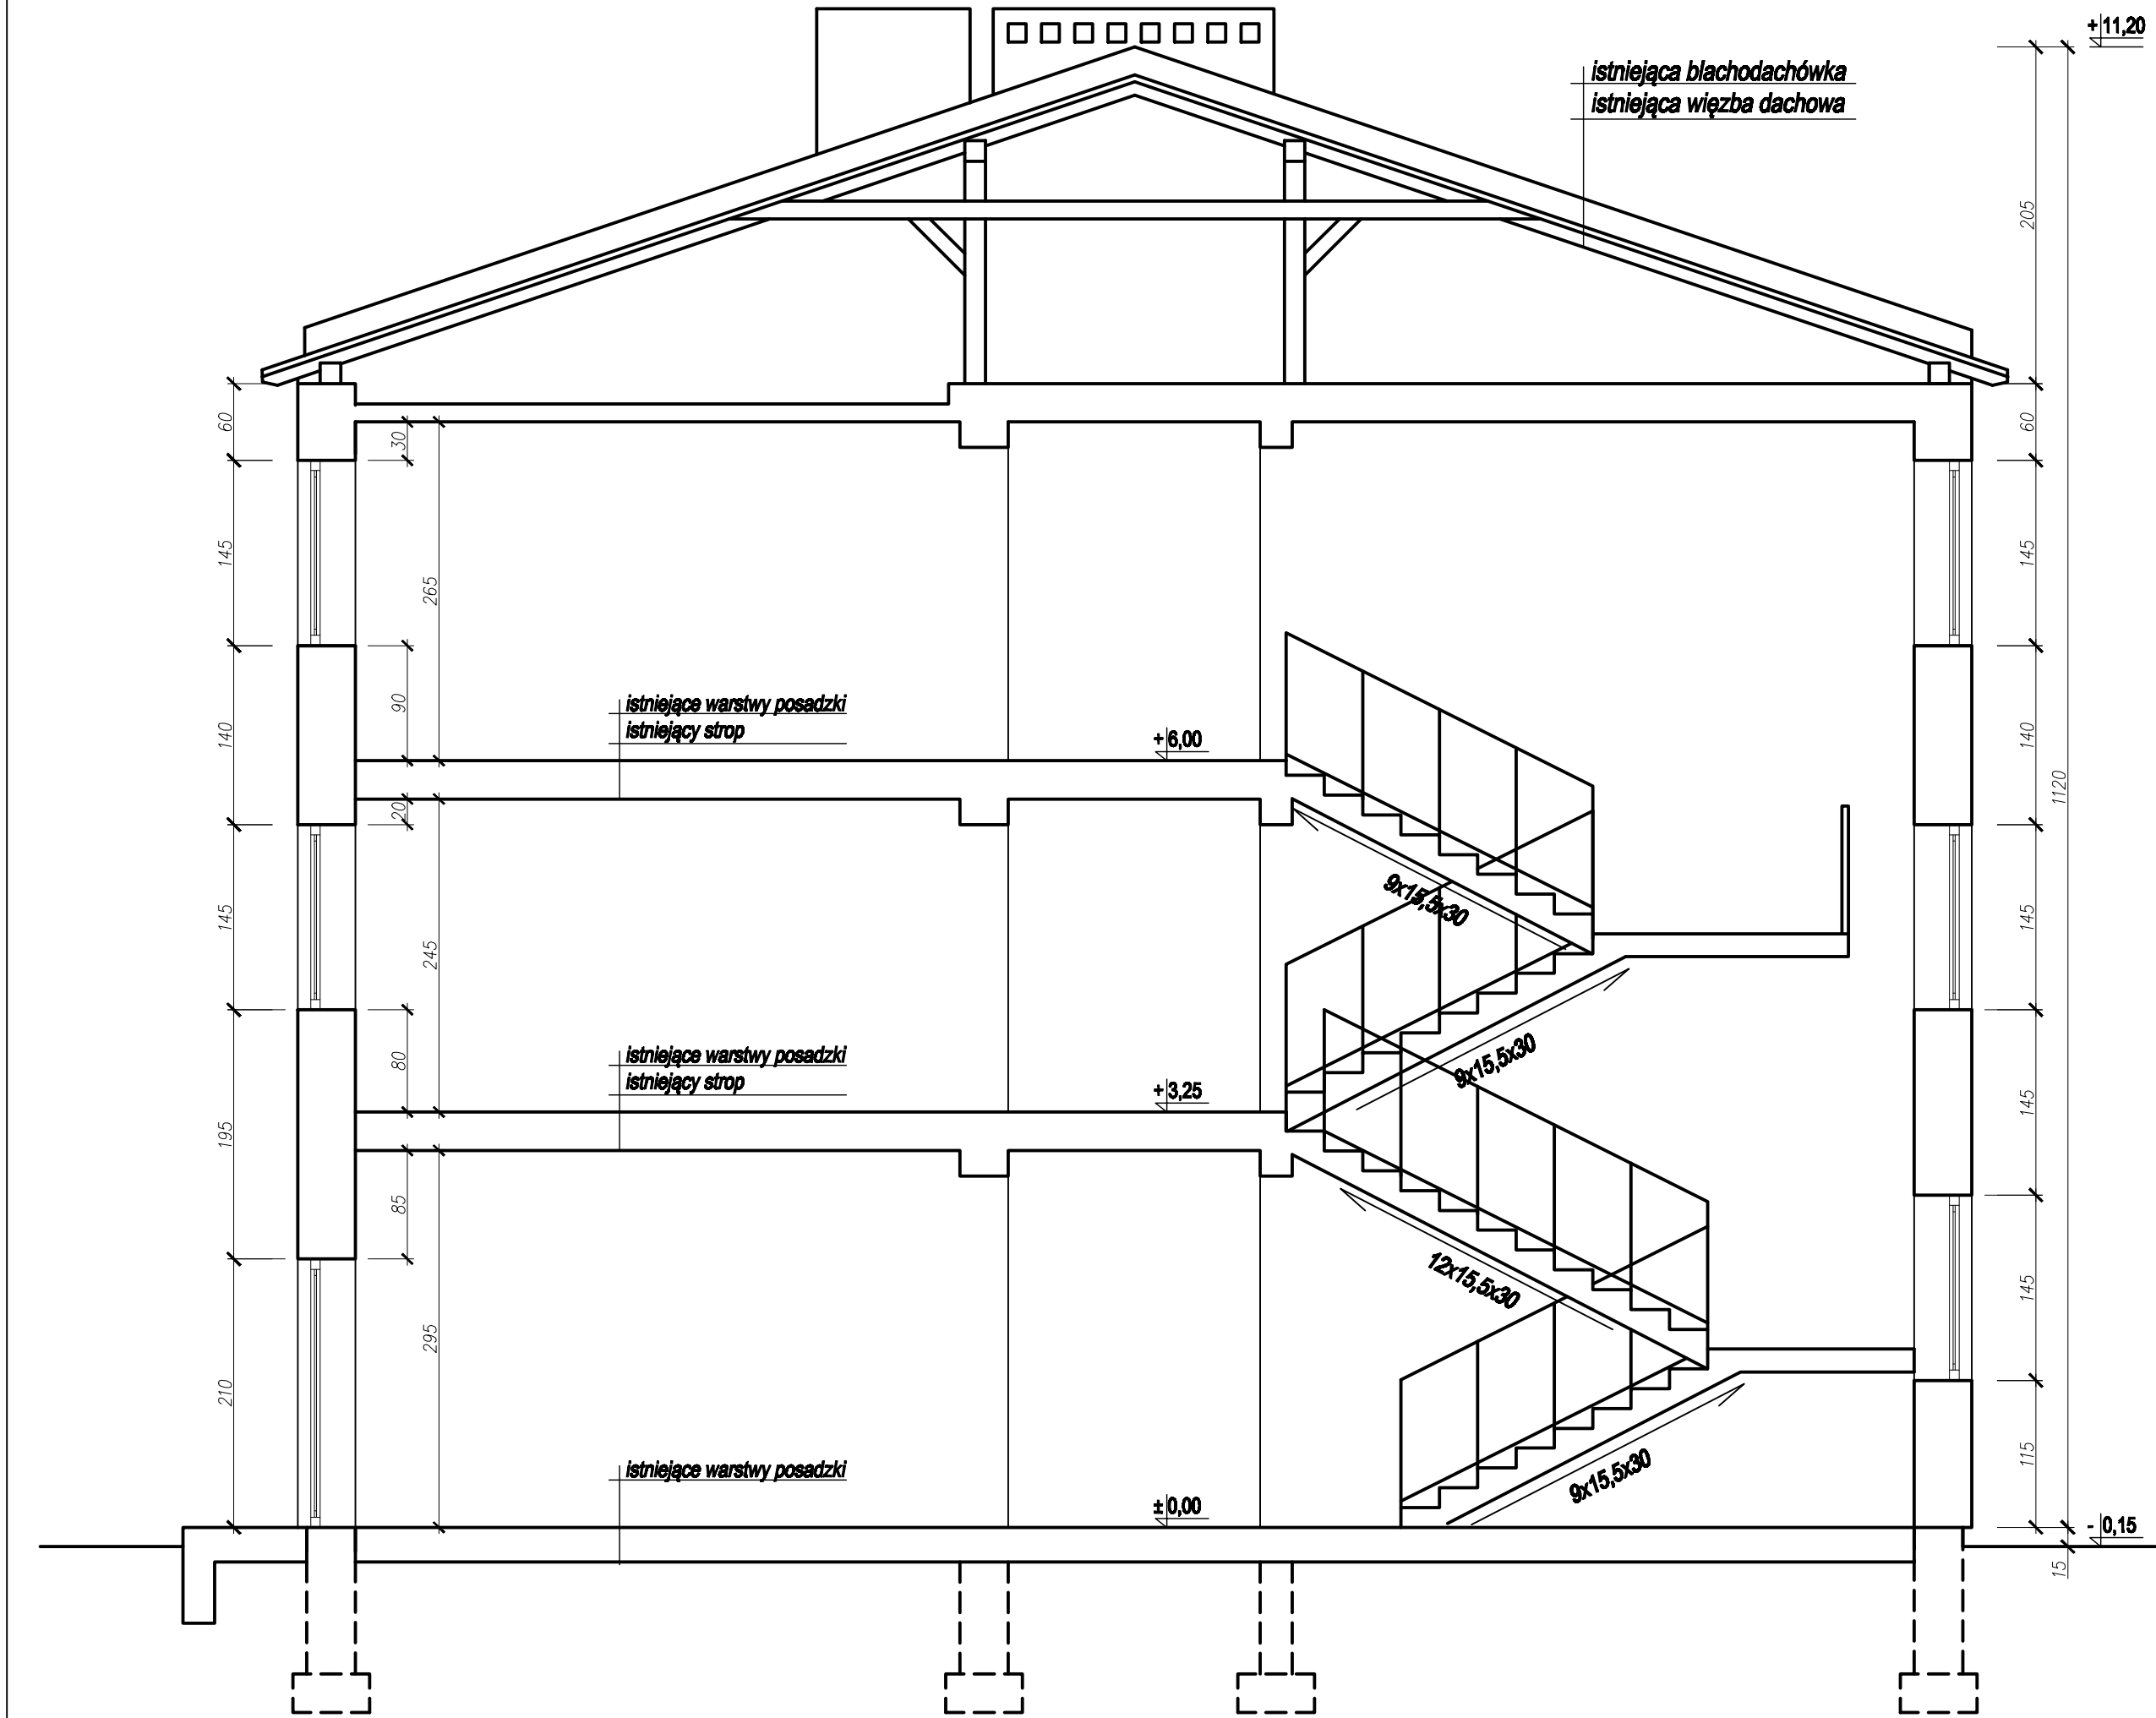 + 11,20
istniejąca blachodachówka
istniejąca więzba dachowa
205
60
30
60
145
265
145
140
90
istniejące warstwy posadzki
istniejący strop
+ 6,00
140
1120
20
145
245
9x15,5x30
145
80
istniejące warstwy posadzki
istniejący strop
+ 3,25
9x15,5x30
145
195
85
295
12x15,5x30
145
210
istniejące warstwy posadzki
± 0,00
9x15,5x30
115
- 0,15
15